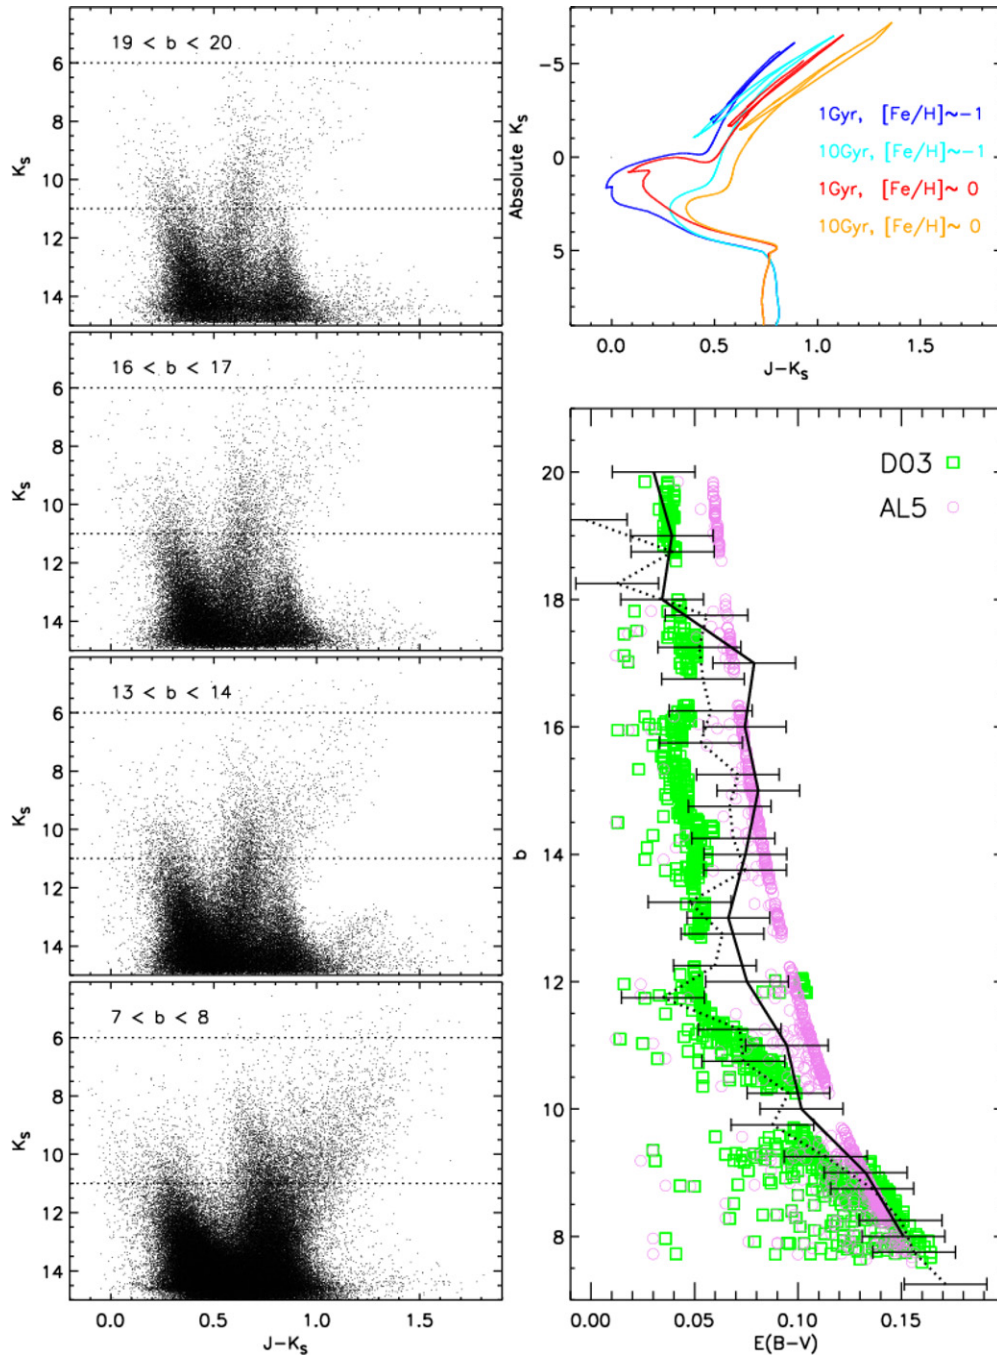 19 < b < 20
4
6
8
10
12
14
Ks
16 < b < 17
6
8
10
12
14
Ks
13 < b < 14
6
8
10
12
14
Ks
7 < b < 8
6
8
10
12
14
Ks
0.0 0.5 1.0 1.5
J-Ks
-5
0
5
Absolute Ks
1Gyr, [Fe/H]~-1
10Gyr, [Fe/H]~-1
1Gyr, [Fe/H]~ 0
10Gyr, [Fe/H]~ 0
0.0 0.5 1.0 1.5
J-Ks
D03
AL5
20
18
16
14
12
10
8
b
0.00 0.05 0.10 0.15
E(B-V)